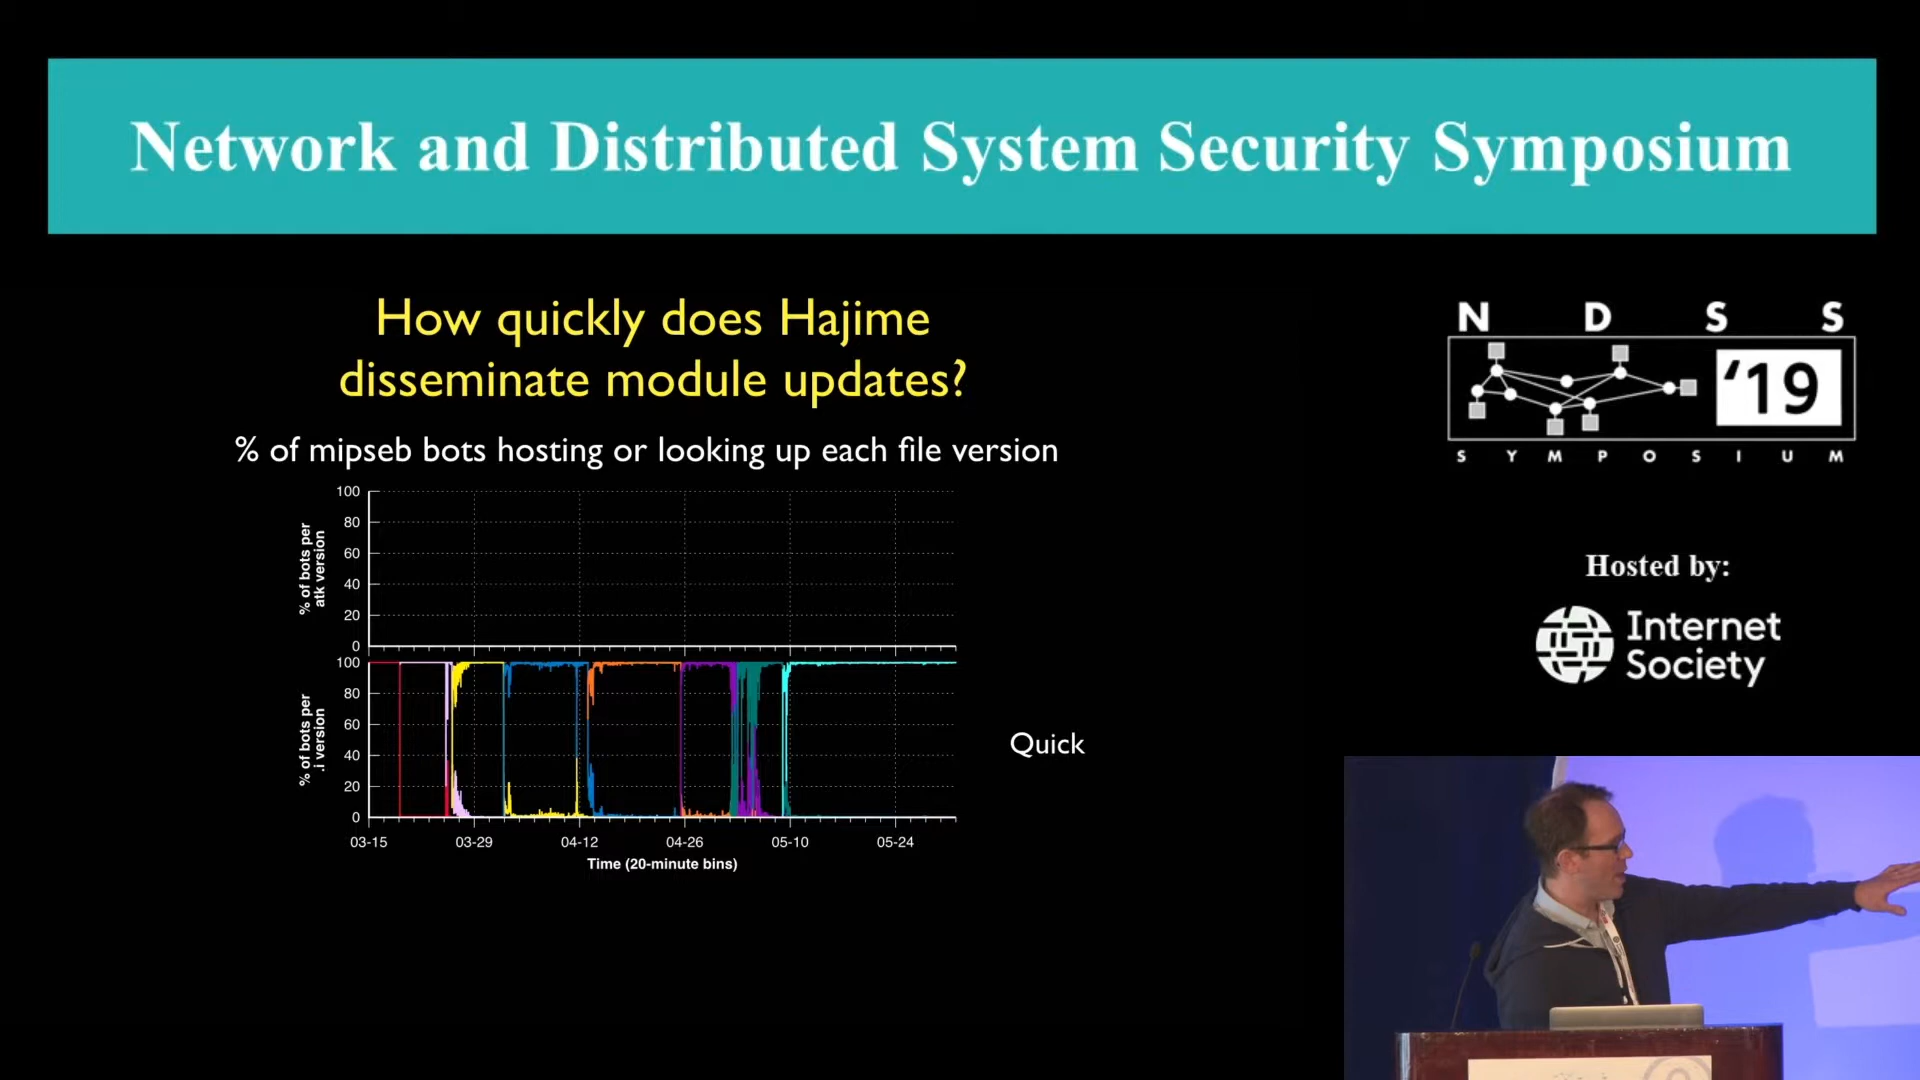 Network and Distributed System Security Symposium
How quickly does Hajime
disseminate module updates?
% of mipseb bots hosting or looking up each file version
100
80
60
40
20
0
% of bots per
atk version
100
80
60
40
20
0
% of bots per
.i version
03-15 03-29 04-12 04-26 05-10 05-24
Time (20-minute bins)
Quick
N D S S
'19
S Y M P O S I U M
Hosted by:
Internet
Society